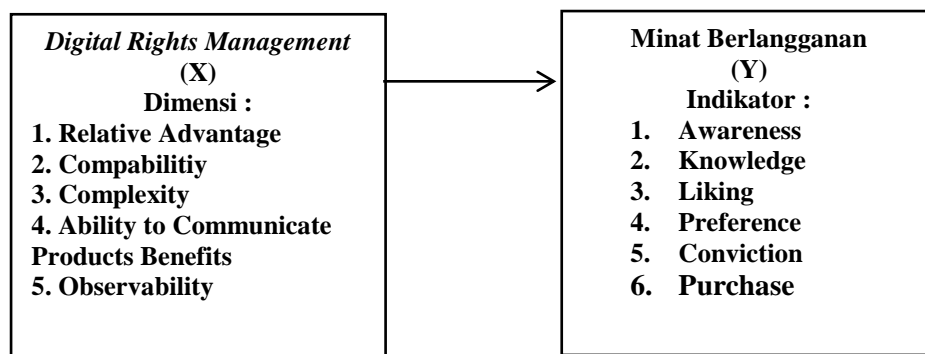 Digital Rights Management
(X)
Dimensi :
1. Relative Advantage
2. Compabilitiy
3. Complexity
4. Ability to Communicate
Products Benefits
5. Observability
Minat Berlangganan
(Y)
Indikator :
1. Awareness
2. Knowledge
3. Liking
4. Preference
5. Conviction
6. Purchase